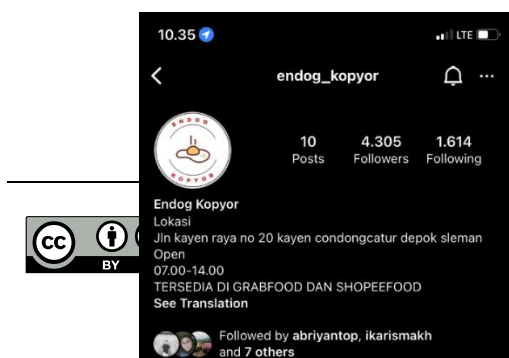 10.35
LTE
endog_kopyor
ENDOG
KOPYOR
10 4.305 1.614
Posts Followers Following
Endog Kopyor
Lokasi
Jln kayen raya no 20 kayen condongcatur depok sleman
Open
07.00-14.00
TERSEDIA DI GRABFOOD DAN SHOPEEFOOD
See Translation
Followed by abriyantop, ikarismakh
and 7 others
cc
BY